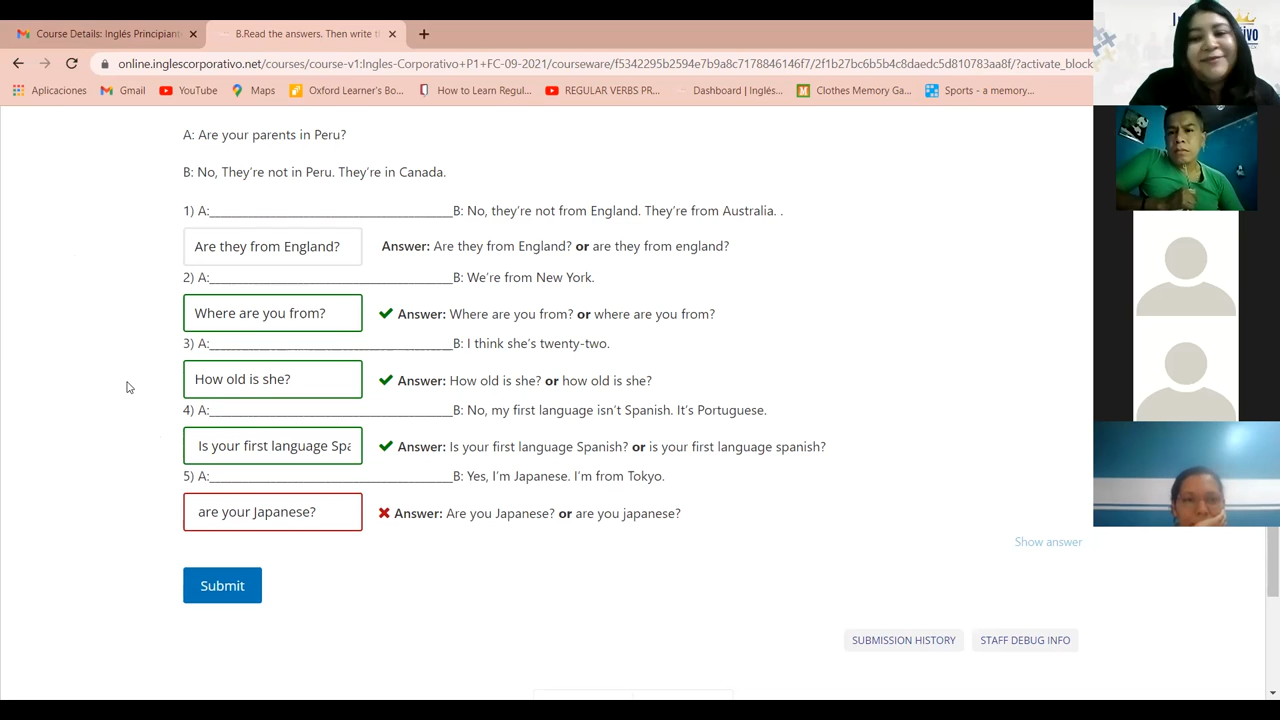 Course Details: Inglés Principiant
B.Read the answers. Then write t
online.inglescorporativo.net/courses/course-v1:Ingles-Corporativo+P1+FC-09-2021/courseware/f5342295b2594e7b9a8c7178846146f7/2f1b27bc6b5b4c8daedc5d810783aa8f/?activate_block
Aplicaciones Gmail YouTube Maps Oxford Learner's Bo... How to Learn Regul... REGULAR VERBS PR... Dashboard | Inglés... Clothes Memory Ga... Sports - a memory...
A: Are your parents in Peru?
B: No, They’re not in Peru. They’re in Canada.
1) A:________________________________________B: No, they’re not from England. They’re from Australia. .
Are they from England? Answer: Are they from England? or are they from england?
2) A:________________________________________B: We’re from New York.
Where are you from? Answer: Where are you from? or where are you from?
3) A:________________________________________B: I think she’s twenty-two.
How old is she? Answer: How old is she? or how old is she?
4) A:________________________________________B: No, my first language isn’t Spanish. It’s Portuguese.
Is your first language Spa Answer: Is your first language Spanish? or is your first language spanish?
5) A:________________________________________B: Yes, I’m Japanese. I’m from Tokyo.
are your Japanese? Answer: Are you Japanese? or are you japanese?
Show answer
Submit
SUBMISSION HISTORY STAFF DEBUG INFO